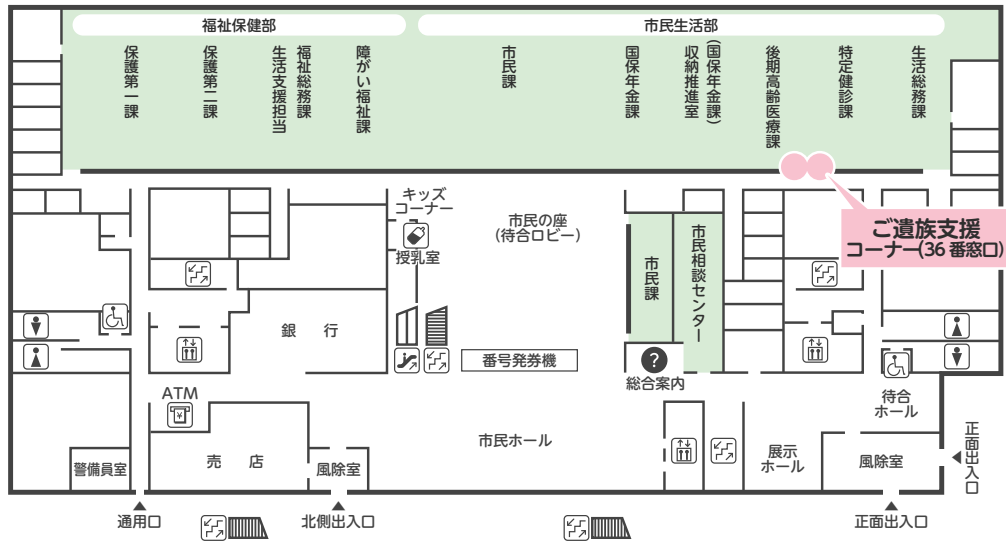 福祉保健部
市民生活部
保護第一課
保護第二課
生活支援担当
福祉総務課
障がい福祉課
市民課
国保年金課
収納推進室
(国保年金課)
後期高齢医療課
特定健診課
生活総務課
キッズ
コーナー
授乳室
市民の座
(待合ロビー)
市民課
市民相談センター
ご遺族支援
コーナー(36番窓口)
銀 行
番号発券機
?
総合案内
ATM
¥
待合
ホール
市民ホール
売 店
警備員室
風除室
展示
ホール
風除室
正面出入口
通用口
北側出入口
正面出入口